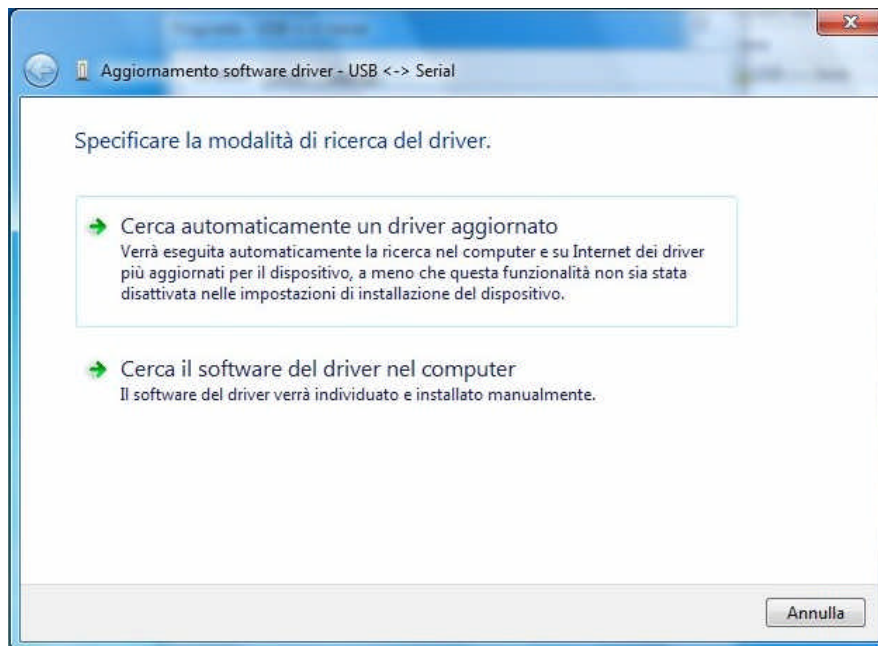 Aggiornamento software driver - USB <-> Serial
Specificare la modalità di ricerca del driver.
Cerca automaticamente un driver aggiornato
Verrà eseguita automaticamente la ricerca nel computer e su Internet dei driver
più aggiornati per il dispositivo, a meno che questa funzionalità non sia stata
disattivata nelle impostazioni di installazione del dispositivo.
Cerca il software del driver nel computer
Il software del driver verrà individuato e installato manualmente.
Annulla